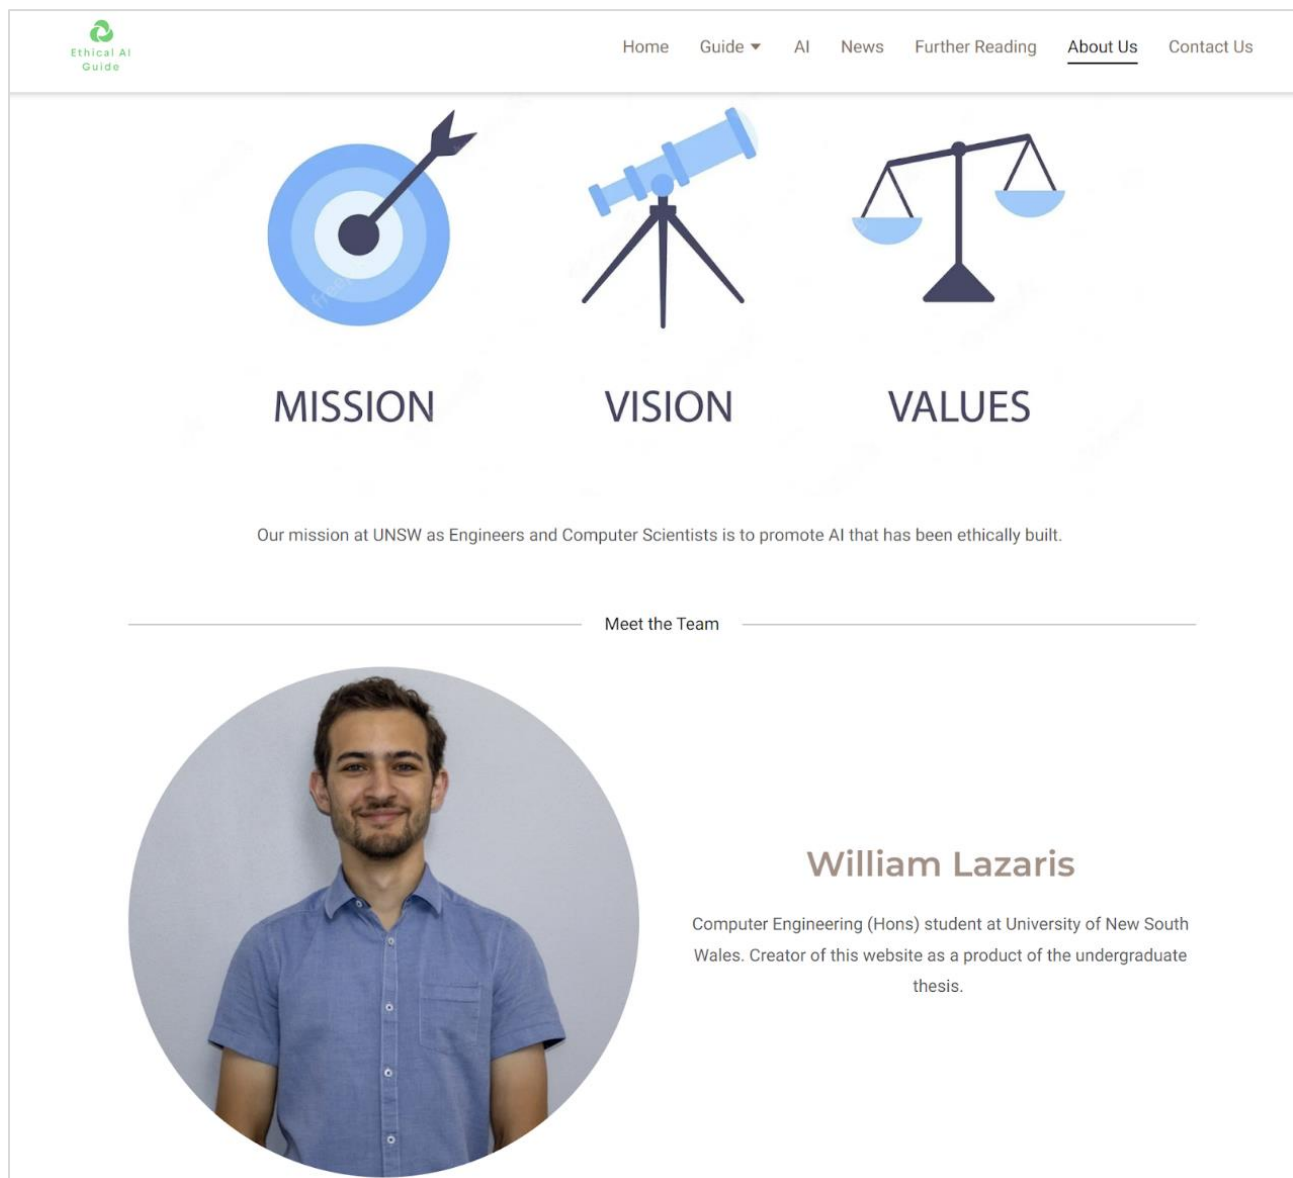 Ethical AI
Guide
Home Guide AI News Further Reading About Us Contact Us
MISSION VISION VALUES
Our mission at UNSW as Engineers and Computer Scientists is to promote AI that has been ethically built.
Meet the Team
William Lazaris
Computer Engineering (Hons) student at University of New South
Wales. Creator of this website as a product of the undergraduate
thesis.